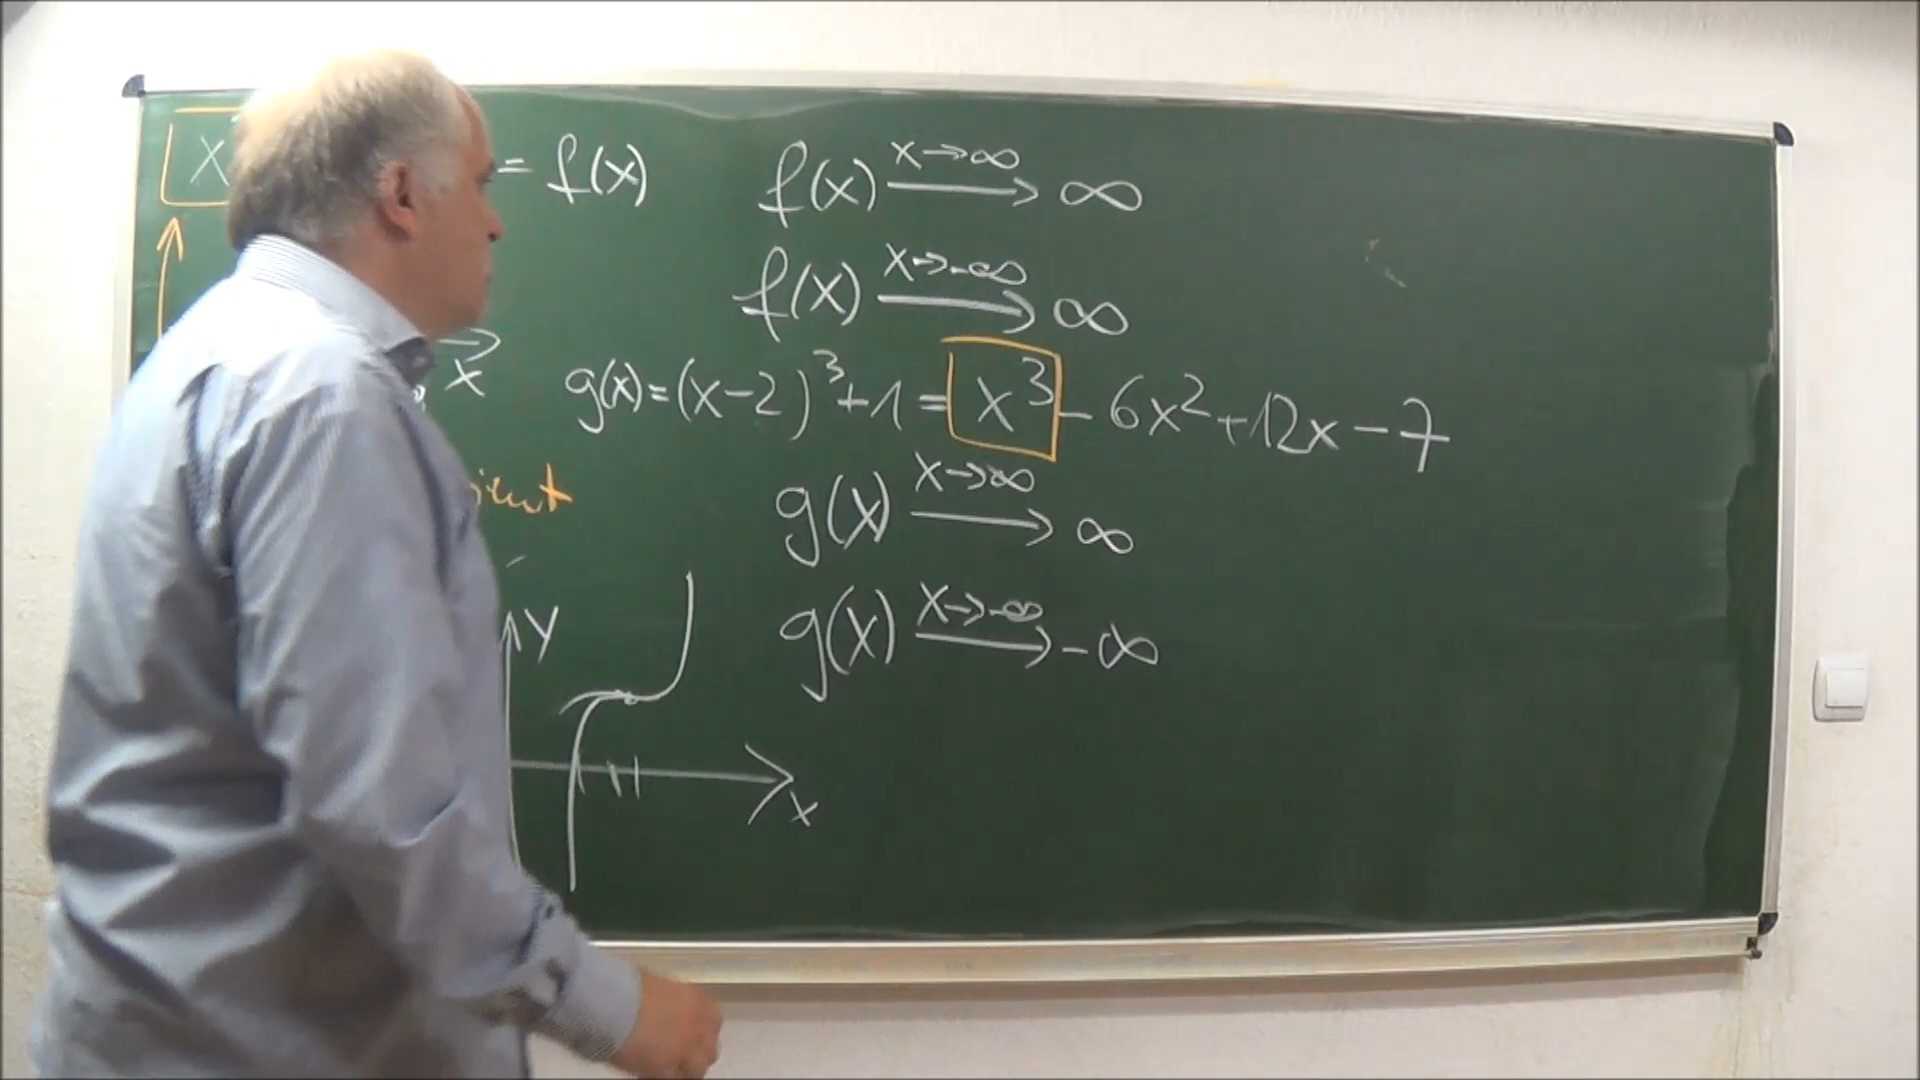 x = f(x)
f(x) x→∞ ⟶ ∞
f(x) x→-∞ ⟶ ∞
x
g(x) = (x-2)³+1 = x³ - 6x² + 12x - 7
g(x) x→∞ ⟶ ∞
g(x) x→-∞ ⟶ -∞
y
x